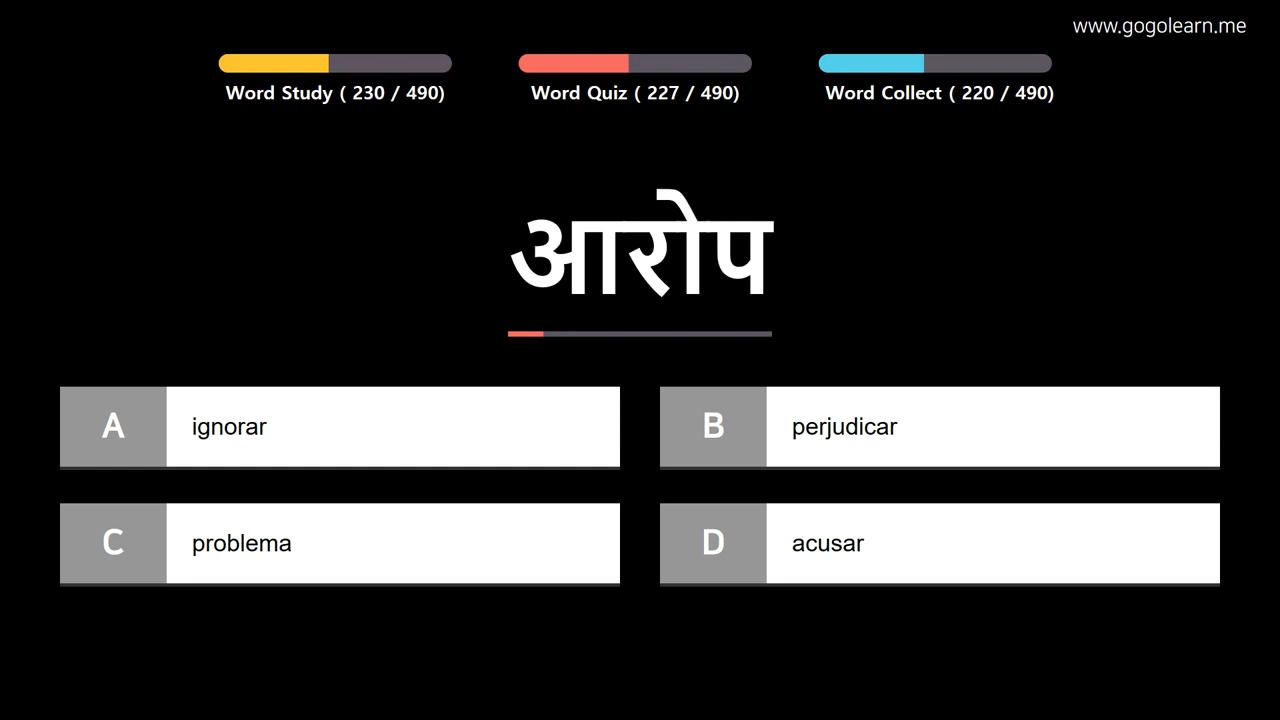 www.gogolearn.me
Word Study ( 230 / 490)
Word Quiz ( 227 / 490)
Word Collect ( 220 / 490)
आरोप
A ignorar
B perjudicar
C problema
D acusar